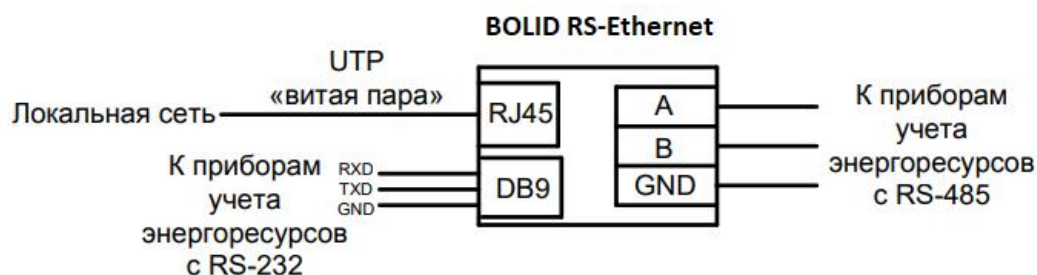 BOLID RS-Ethernet
UTP
«витая пара»
Локальная сеть
RJ45
A
B
GND
К приборам
учета
энергоресурсов
с RS-485
К приборам
учета
энергоресурсов
с RS-232
RXD
TXD
GND
DB9